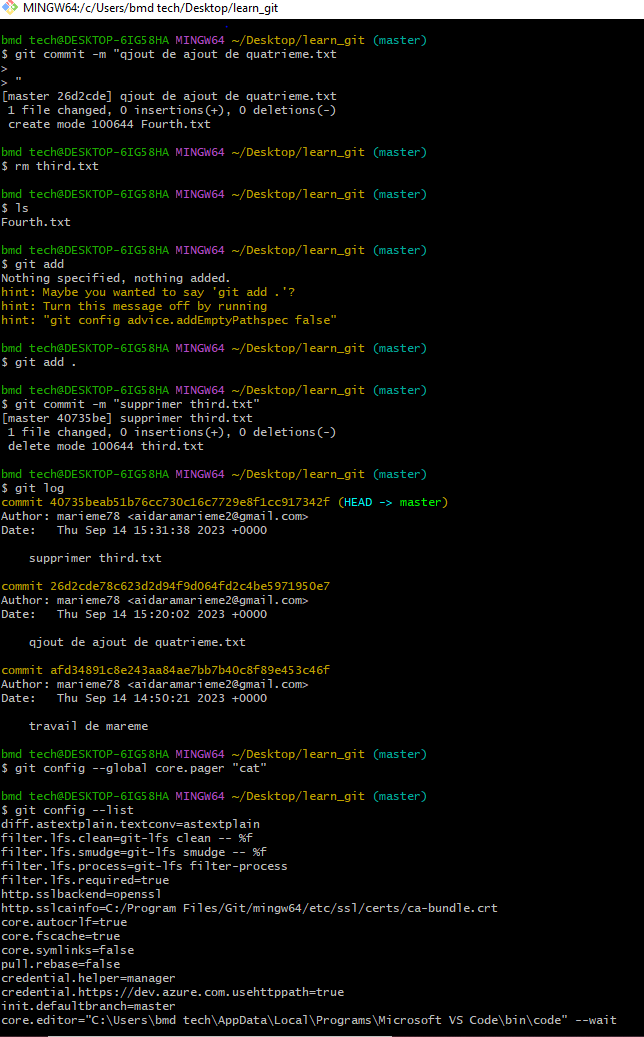 MINGW64:/c/Users/bmd tech/Desktop/learn_git
bmd tech@DESKTOP-6IG58HA MINGW64 ~/Desktop/learn_git (master)
$ git commit -m "qjout de ajout de quatrieme.txt
>
> "
[master 26d2cde] qjout de ajout de quatrieme.txt
 1 file changed, 0 insertions(+), 0 deletions(-)
 create mode 100644 Fourth.txt
bmd tech@DESKTOP-6IG58HA MINGW64 ~/Desktop/learn_git (master)
$ rm third.txt
bmd tech@DESKTOP-6IG58HA MINGW64 ~/Desktop/learn_git (master)
$ ls
Fourth.txt
bmd tech@DESKTOP-6IG58HA MINGW64 ~/Desktop/learn_git (master)
$ git add
Nothing specified, nothing added.
hint: Maybe you wanted to say 'git add .'?
hint: Turn this message off by running
hint: "git config advice.addEmptyPathspec false"
bmd tech@DESKTOP-6IG58HA MINGW64 ~/Desktop/learn_git (master)
$ git add .
bmd tech@DESKTOP-6IG58HA MINGW64 ~/Desktop/learn_git (master)
$ git commit -m "supprimer third.txt"
[master 40735be] supprimer third.txt
 1 file changed, 0 insertions(+), 0 deletions(-)
 delete mode 100644 third.txt
bmd tech@DESKTOP-6IG58HA MINGW64 ~/Desktop/learn_git (master)
$ git log
commit 40735beab51b76cc730c16c7729e8f1cc917342f (HEAD -> master)
Author: marieme78 <aidaramarieme2@gmail.com>
Date:   Thu Sep 14 15:31:38 2023 +0000
    supprimer third.txt
commit 26d2cde78c623d2d94f9d064fd2c4be5971950e7
Author: marieme78 <aidaramarieme2@gmail.com>
Date:   Thu Sep 14 15:20:02 2023 +0000
    qjout de ajout de quatrieme.txt
commit afd34891c8e243aa84ae7bb7b40c8f89e453c46f
Author: marieme78 <aidaramarieme2@gmail.com>
Date:   Thu Sep 14 14:50:21 2023 +0000
    travail de mareme
bmd tech@DESKTOP-6IG58HA MINGW64 ~/Desktop/learn_git (master)
$ git config --global core.pager "cat"
bmd tech@DESKTOP-6IG58HA MINGW64 ~/Desktop/learn_git (master)
$ git config --list
diff.astextplain.textconv=astextplain
filter.lfs.clean=git-lfs clean -- %f
filter.lfs.smudge=git-lfs smudge -- %f
filter.lfs.process=git-lfs filter-process
filter.lfs.required=true
http.sslbackend=openssl
http.sslcainfo=C:/Program Files/Git/mingw64/etc/ssl/certs/ca-bundle.crt
core.autocrlf=true
core.fscache=true
core.symlinks=false
pull.rebase=false
credential.helper=manager
credential.https://dev.azure.com.usehttppath=true
init.defaultbranch=master
core.editor="C:\Users\bmd tech\AppData\Local\Programs\Microsoft VS Code\bin\code" --wait